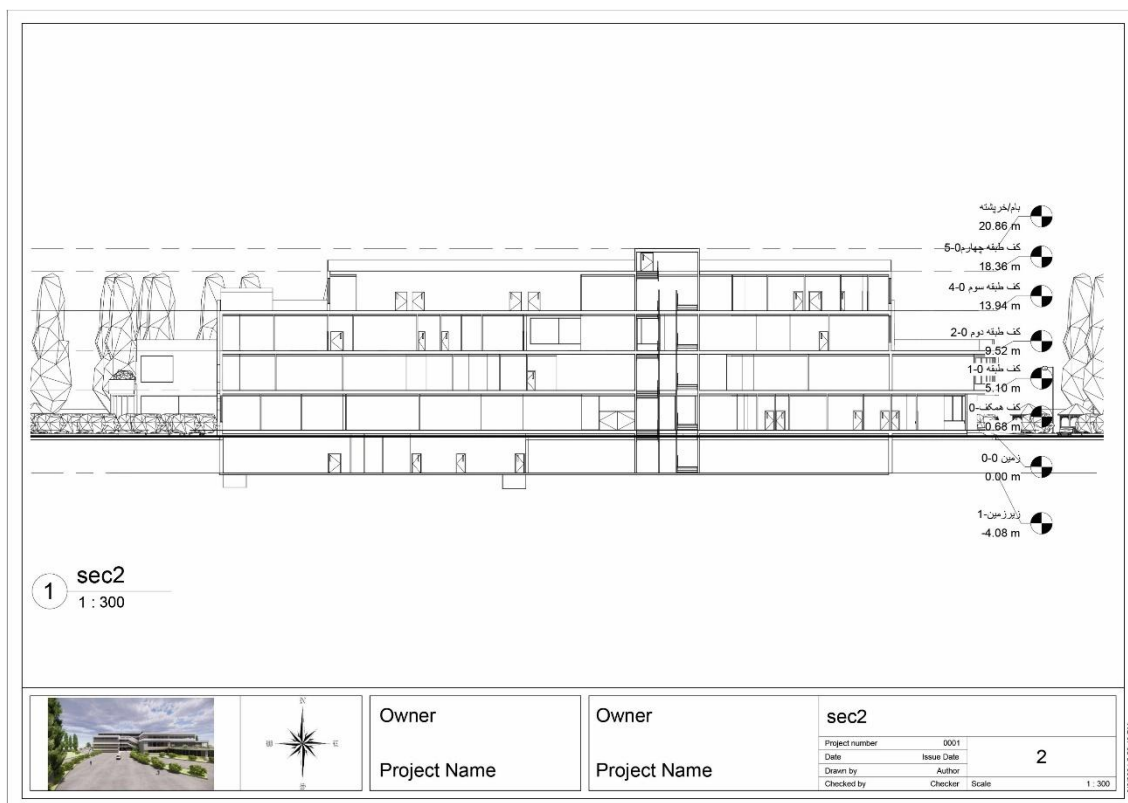 بام/خرپشته
20.86 m
کف طبقه چهارم0-5
18.36 m
کف طبقه سوم 0-4
13.94 m
کف طبقه دوم 0-2
9.52 m
کف طبقه 0-1
5.10 m
کف همکف-0
0.68 m
زمین 0-0
0.00 m
زیرزمین-1
-4.08 m
1
sec2
1 : 300
N
W
E
S
Owner
Project Name
Owner
Project Name
sec2
Project number 0001
Date Issue Date
Drawn by Author
Checked by Checker
2
Scale 1 : 300